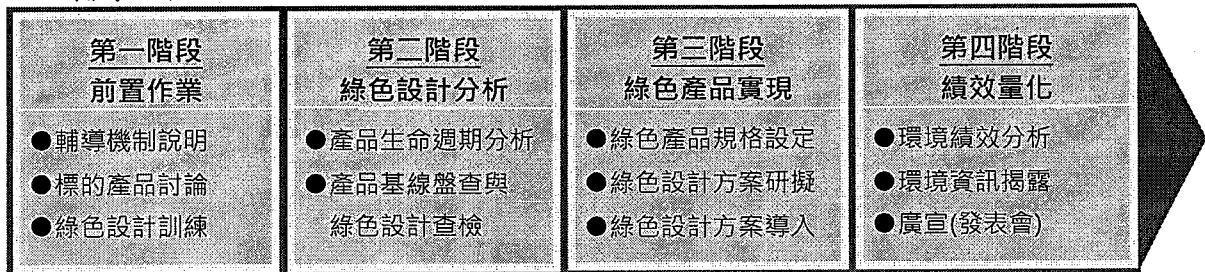 第一階段
前置作業
●輔導機制說明
●標的產品討論
●綠色設計訓練
第二階段
綠色設計分析
●產品生命週期分析
●產品基線盤查與
綠色設計查檢
第三階段
綠色產品實現
●綠色產品規格設定
●綠色設計方案研擬
●綠色設計方案導入
第四階段
績效量化
●環境績效分析
●環境資訊揭露
●廣宣(發表會)